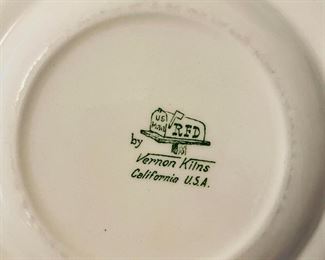 US
Mail
RFD
by
Vernon Kilns
California U.S.A.